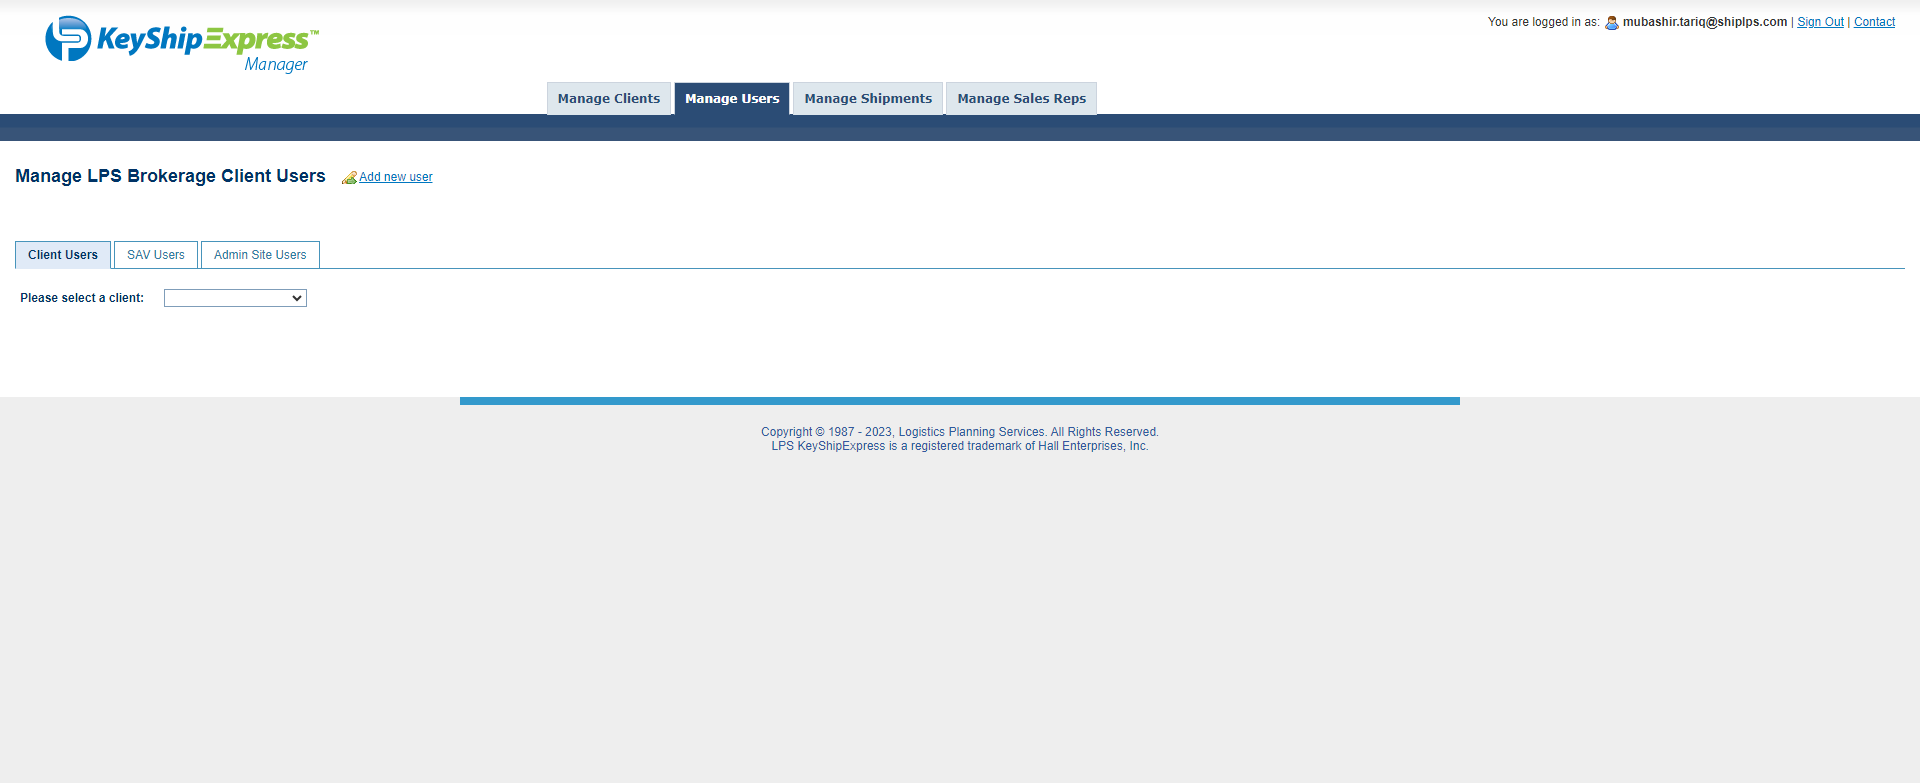 KeyShipExpress™
Manager
You are logged in as: mubashir.tariq@shiplps.com | Sign Out | Contact
Manage Clients
Manage Users
Manage Shipments
Manage Sales Reps
Manage LPS Brokerage Client Users
Add new user
Client Users
SAV Users
Admin Site Users
Please select a client:
Copyright © 1987 - 2023, Logistics Planning Services. All Rights Reserved.
LPS KeyShipExpress is a registered trademark of Hall Enterprises, Inc.